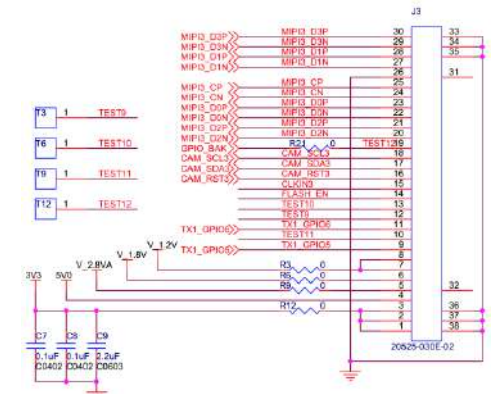 J3
MIPI3_D3P MIPI3_D3P 30 33
MIPI3_D3N MIPI3_D3N 29 34
MIPI3_D1P MIPI3_D1P 28 35
MIPI3_D1N MIPI3_D1N 27
26 31
MIPI3_CP MIPI3_CP 25
MIPI3_CN MIPI3_CN 24
MIPI3_D0P MIPI3_D0P 23
MIPI3_D0N MIPI3_D0N 22
MIPI3_D2P MIPI3_D2P 21
MIPI3_D2N MIPI3_D2N 20
GPIO_BAK R21 0 TEST12 19
CAM_SCL3 CAM_SCL3 18
CAM_SDA3 CAM_SDA3 17
CAM_RST3 CAM_RST3 16
CLKIN3 15
FLASH_EN 14
TEST10 13
TEST9 12
TX1_GPIO6 TX1_GPIO6 11
TEST11 10
TX1_GPIO5 TX1_GPIO5 9
8
R3 0 7
R6 0 6
R9 0 5 32
4
R12 0 3 36
2 37
1 38
20525-030E-02
T3 1 TEST9
T6 1 TEST10
T9 1 TEST11
T12 1 TEST12
V_1.2V
V_1.8V
V_2.8VA
3V3 5V0
C7 C8 C9
0.1uF 0.1uF 2.2uF
C0402 C0402 C0603